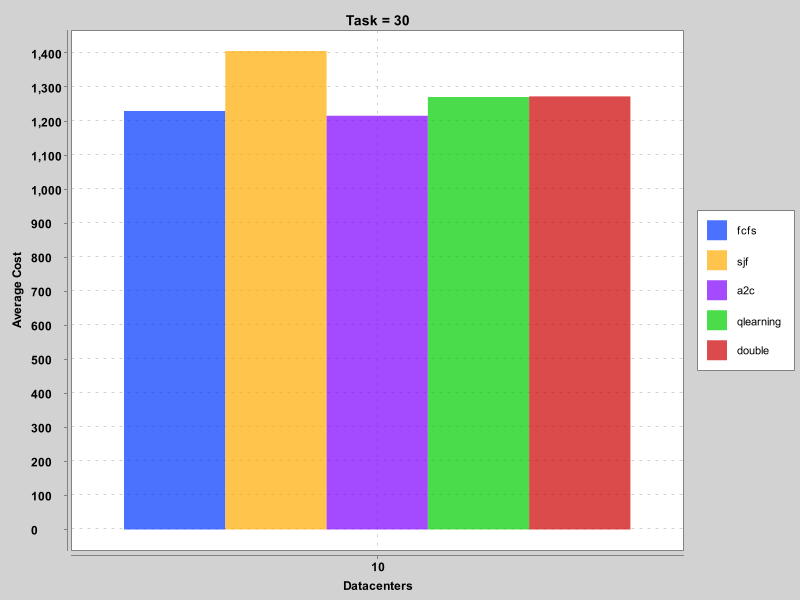 Task = 30
1,400
1,300
1,200
1,100
1,000
900
800
700
600
500
400
300
200
100
0
Average Cost
10
Datacenters
fcfs
sjf
a2c
qlearning
double